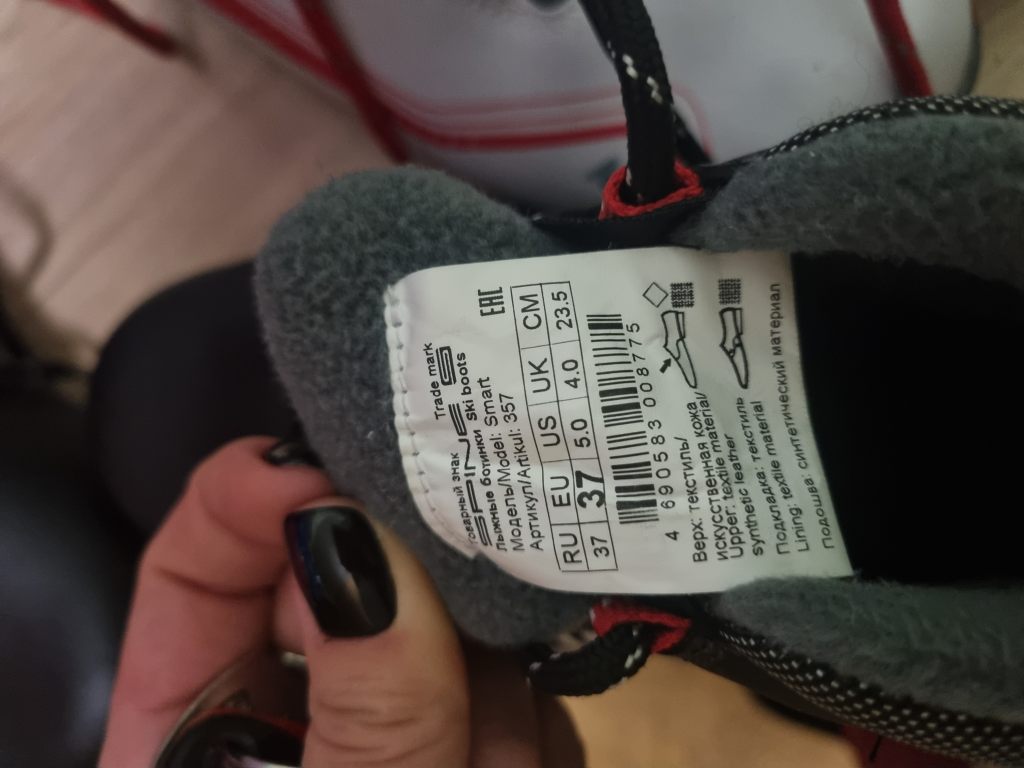 товарный знак Trade mark
SPINE
Лыжные ботинки Ski boots
Модель/Model: Smart
Артикул/Artikul: 357
EAC
RU EU US UK CM
37 37 5.0 4.0 23.5
4 690583 008775
Верх: текстиль/
искусственная кожа
Upper: textile material/
synthetic leather
Подкладка: текстиль
Lining: textile material
Подошва: синтетический материал